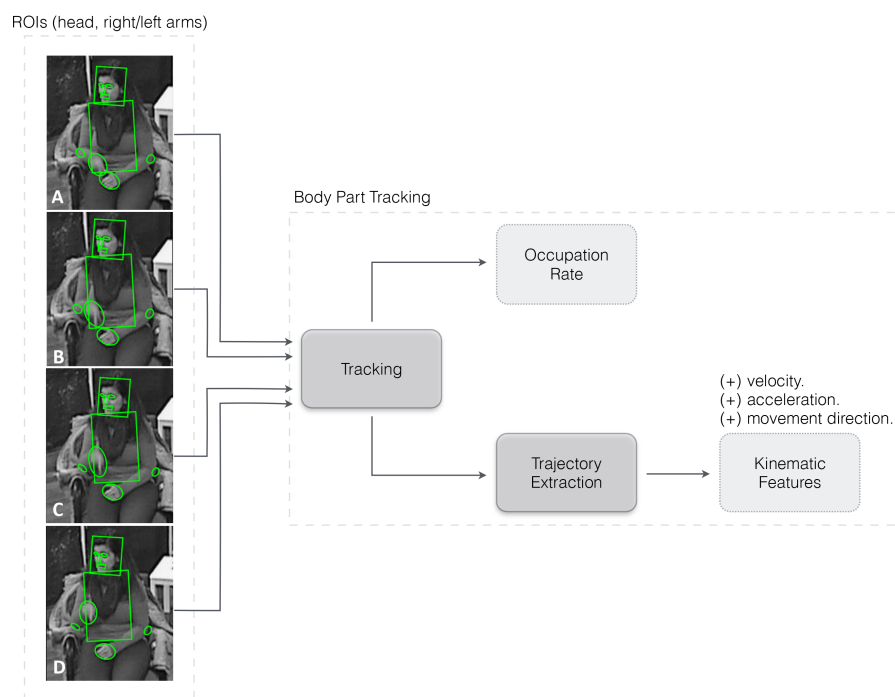 ROIs (head, right/left arms)
A
B
C
D
Body Part Tracking
Occupation
Rate
Tracking
(+) velocity.
(+) acceleration.
(+) movement direction.
Trajectory
Extraction
Kinematic
Features